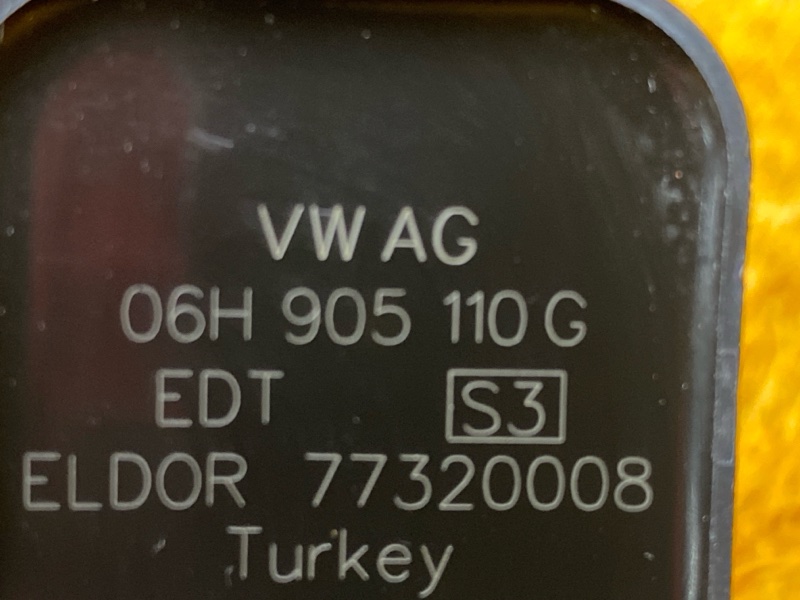 VW AG
06H 905 110 G
EDT S3
ELDOR 77320008
Turkey